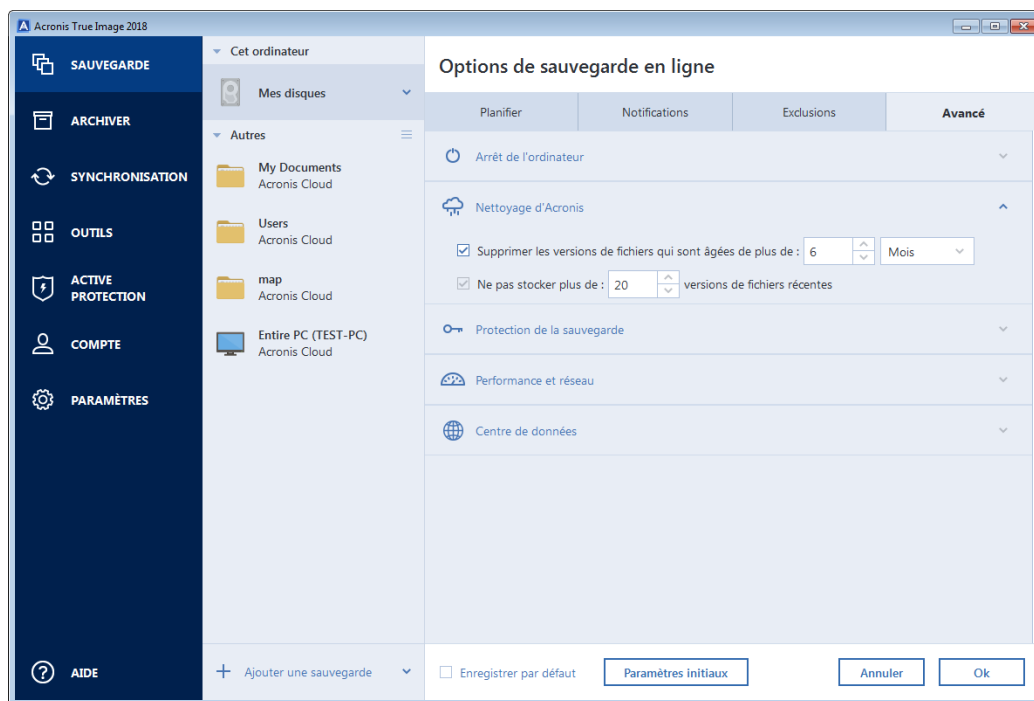 Acronis True Image 2018
SAUVEGARDE
ARCHIVER
SYNCHRONISATION
OUTILS
ACTIVE
PROTECTION
COMPTE
PARAMÈTRES
AIDE
Cet ordinateur
Mes disques
Autres
My Documents
Acronis Cloud
Users
Acronis Cloud
map
Acronis Cloud
Entire PC (TEST-PC)
Acronis Cloud
Ajouter une sauvegarde
Options de sauvegarde en ligne
Planifier Notifications Exclusions Avancé
Arrêt de l'ordinateur
Nettoyage d'Acronis
Supprimer les versions de fichiers qui sont âgées de plus de : 6 Mois
Ne pas stocker plus de : 20 versions de fichiers récentes
Protection de la sauvegarde
Performance et réseau
Centre de données
Enregistrer par défaut Paramètres initiaux Annuler Ok